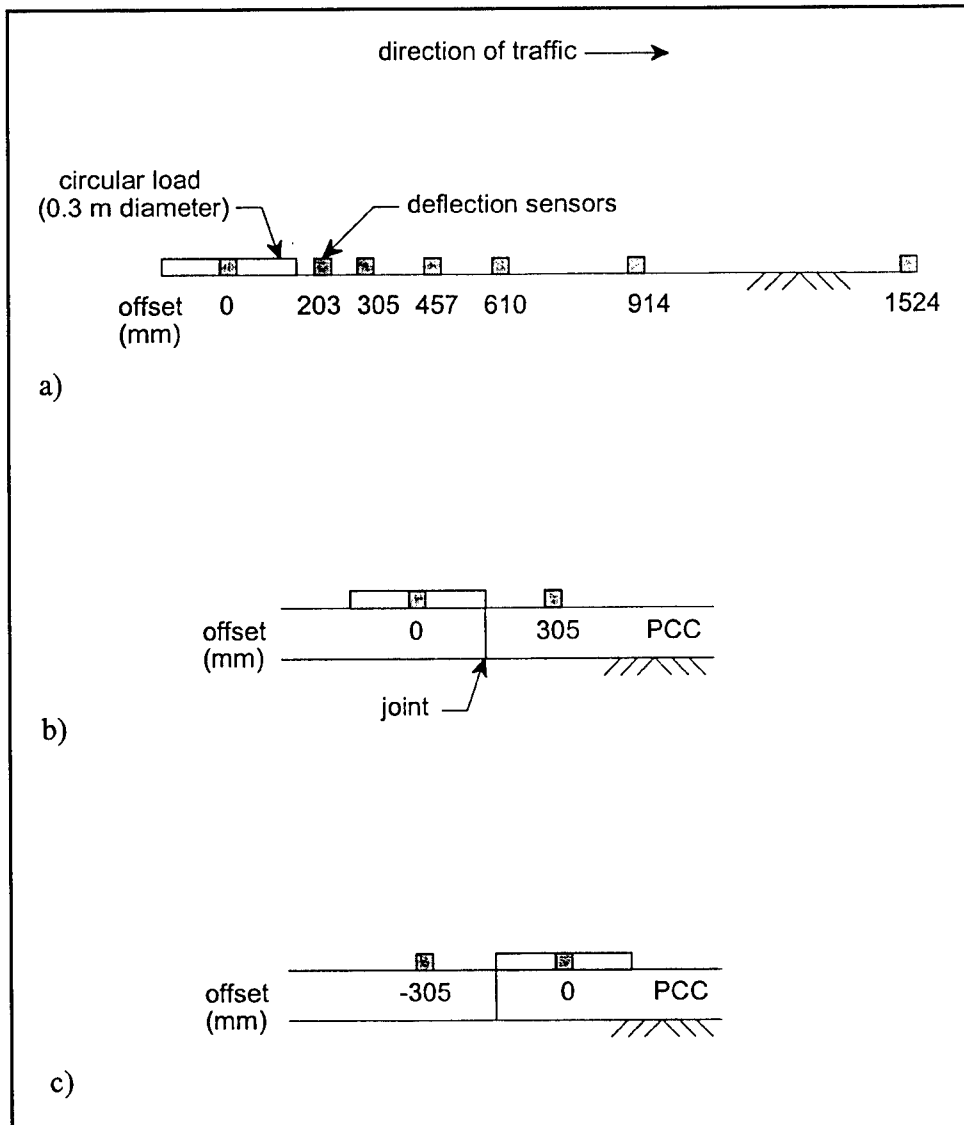 direction of traffic
circular load
(0.3 m diameter)
deflection sensors
offset
(mm)
0 203 305 457 610 914 1524
a)
offset
(mm)
0 305 PCC
joint
b)
offset
(mm)
-305 0 PCC
c)